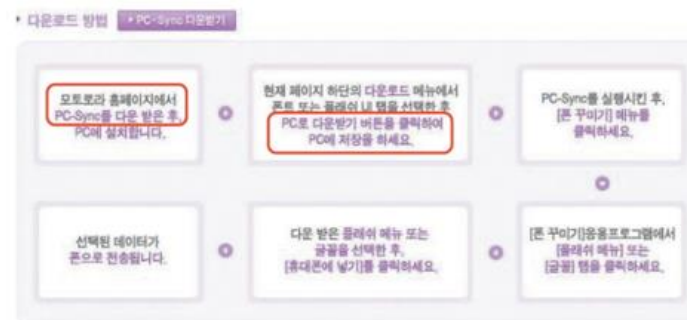 다운로드 방법
PC-Sync 다운받기
모토로라 홈페이지에서
PC-Sync를 다운 받은 후,
PC에 설치합니다.
현재 페이지 하단의 다운로드 메뉴에서
폰트 또는 플래쉬 UI 탭을 선택한 후
PC로 다운받기 버튼을 클릭하여
PC에 저장을 하세요.
PC-Sync를 실행시킨 후,
[폰 꾸미기] 메뉴를
클릭하세요.
[폰 꾸미기]응용프로그램에서
[플래쉬 메뉴] 또는
[글꼴] 탭을 클릭하세요.
다운 받은 플래쉬 메뉴 또는
글꼴을 선택한 후,
[휴대폰에 넣기]를 클릭하세요.
선택된 데이터가
폰으로 전송됩니다.